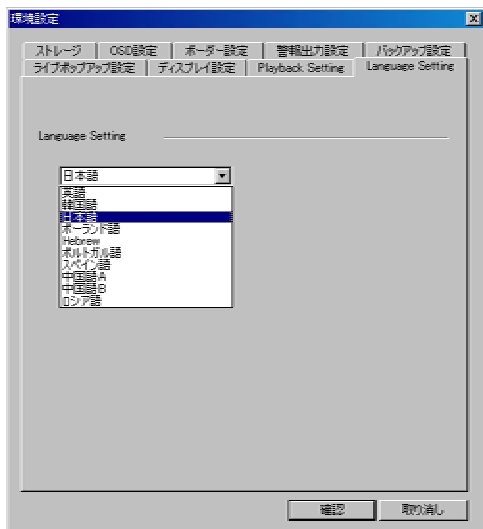 環境設定
ストレージ OSD設定 ボーダー設定 警報出力設定 バックアップ設定
ライブポップアップ設定 ディスプレイ設定 Playback Setting Language Setting
Language Setting
日本語
英語
韓国語
日本語
ポーランド語
Hebrew
ポルトガル語
スペイン語
中国語A
中国語B
ロシア語
確認 取り消し